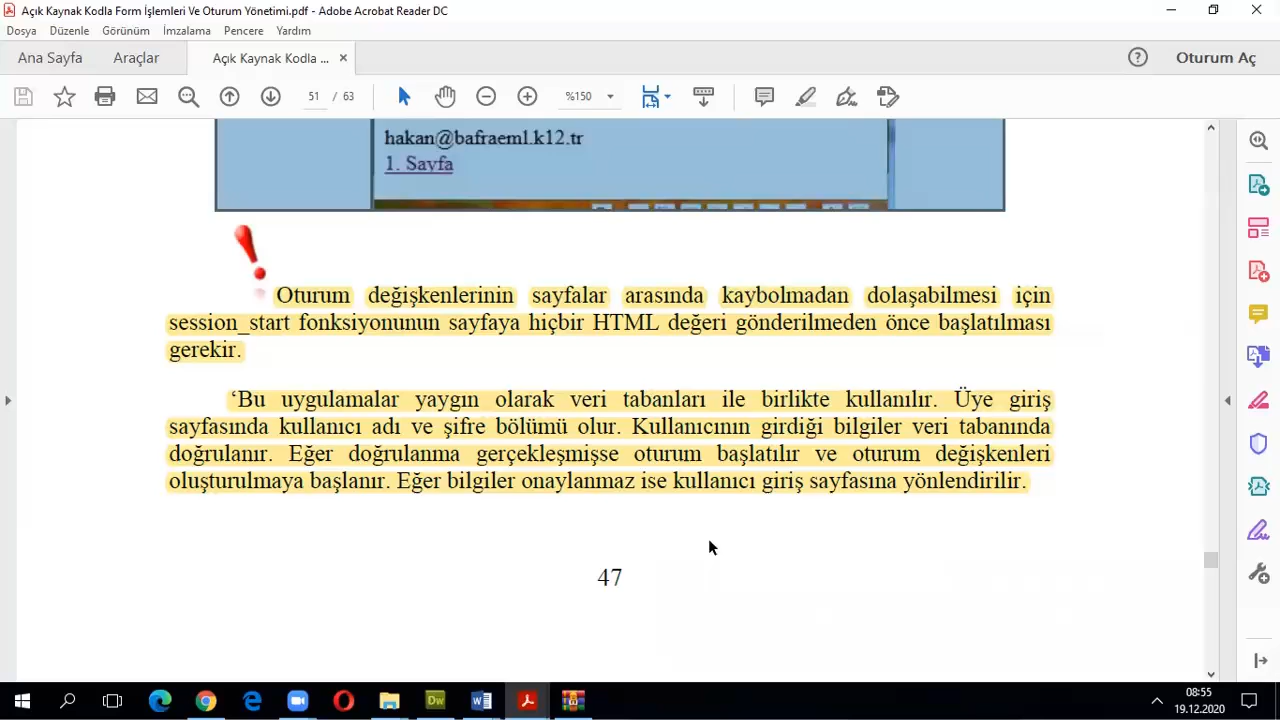 Açık Kaynak Kodla Form İşlemleri Ve Oturum Yönetimi.pdf - Adobe Acrobat Reader DC
Dosya Düzenle Görünüm İmzalama Pencere Yardım
Ana Sayfa Araçlar Açık Kaynak Kodla ... × Oturum Aç
51 / 63 %150
hakan@bafraeml.k12.tr
1. Sayfa
Oturum değişkenlerinin sayfalar arasında kaybolmadan dolaşabilmesi için
session_start fonksiyonunun sayfaya hiçbir HTML değeri gönderilmeden önce başlatılması
gerekir.
‘Bu uygulamalar yaygın olarak veri tabanları ile birlikte kullanılır. Üye giriş
sayfasında kullanıcı adı ve şifre bölümü olur. Kullanıcının girdiği bilgiler veri tabanında
doğrulanır. Eğer doğrulanma gerçekleşmişse oturum başlatılır ve oturum değişkenleri
oluşturulmaya başlanır. Eğer bilgiler onaylanmaz ise kullanıcı giriş sayfasına yönlendirilir.
47
Dw
08:55
19.12.2020